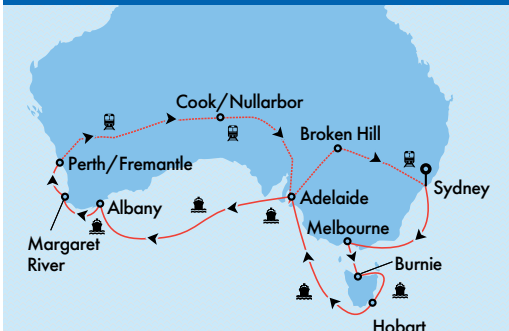 Cook/Nullarbor
Broken Hill
Perth/Fremantle
Sydney
Adelaide
Albany
Melbourne
Margaret
River
Burnie
Hobart